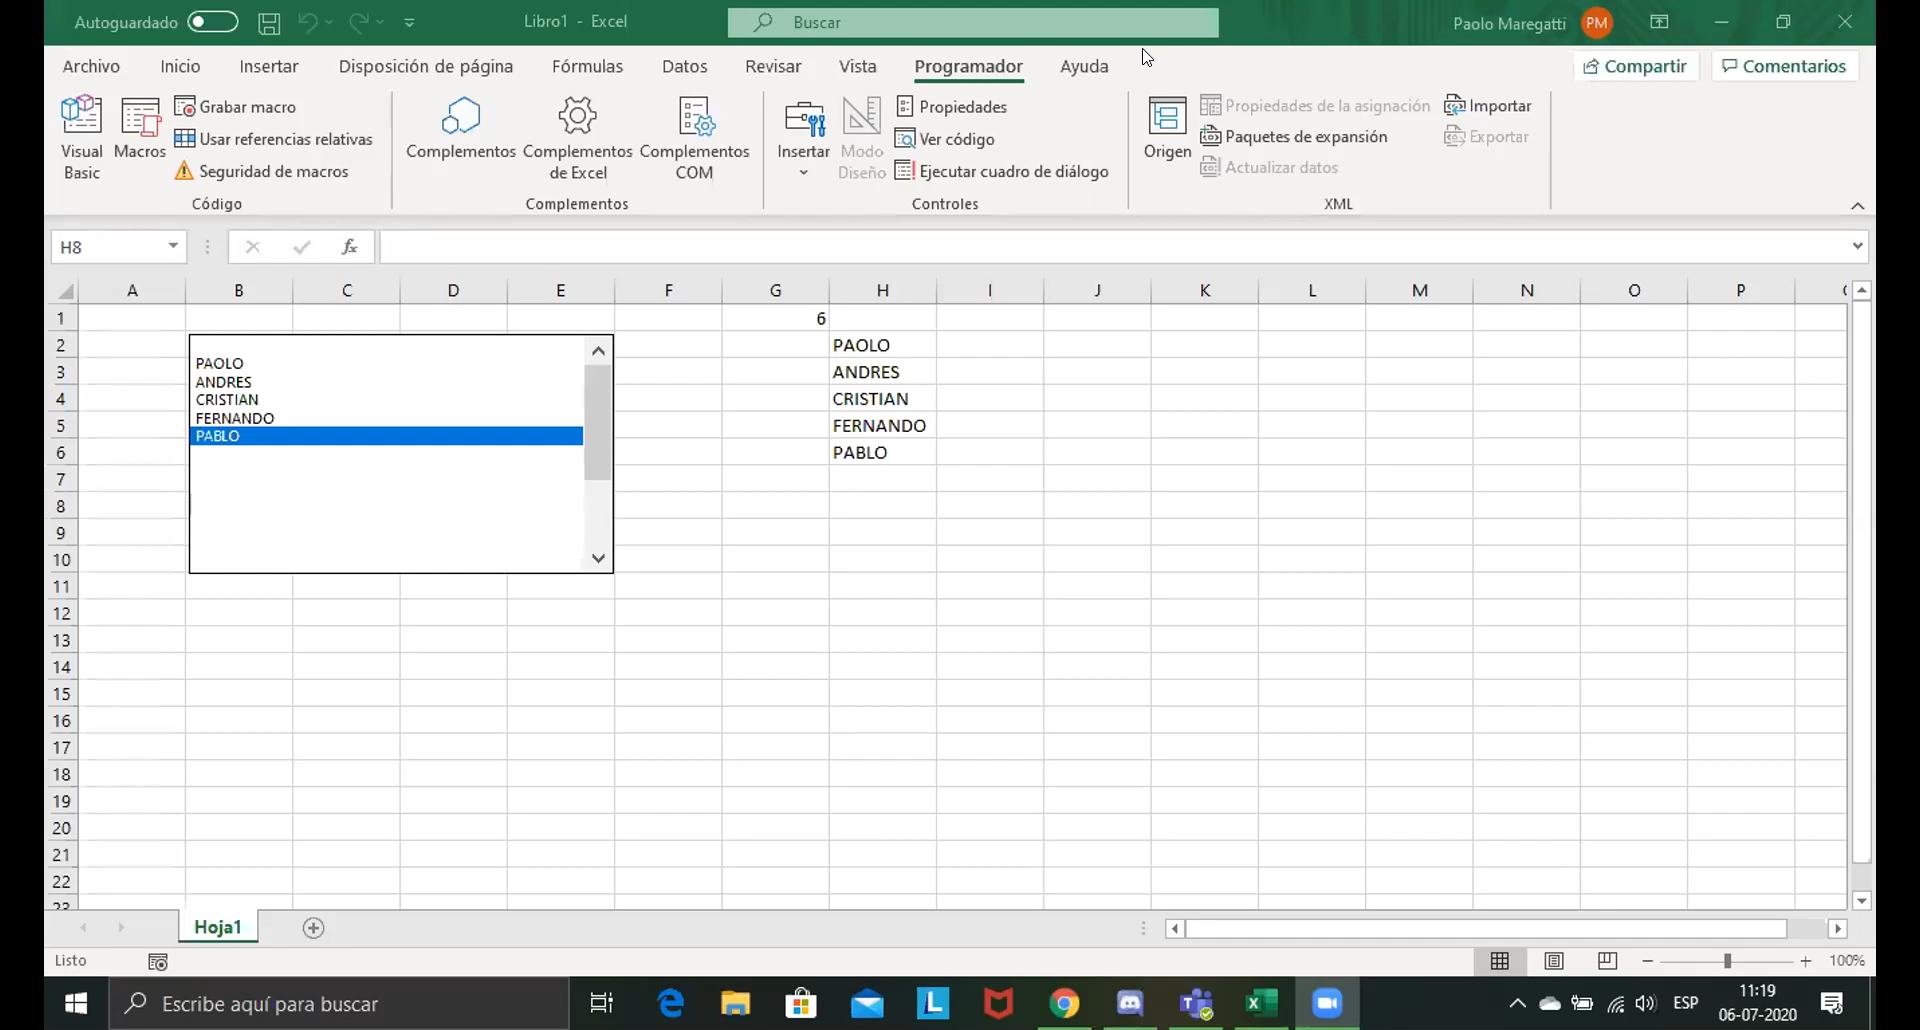 Autoguardado
Libro1 - Excel
Buscar
Paolo Maregatti
PM
Archivo
Inicio
Insertar
Disposición de página
Fórmulas
Datos
Revisar
Vista
Programador
Ayuda
Compartir
Comentarios
Visual Basic
Macros
Grabar macro
Usar referencias relativas
Seguridad de macros
Código
Complementos
Complementos de Excel
Complementos COM
Complementos
Insertar
Modo Diseño
Propiedades
Ver código
Ejecutar cuadro de diálogo
Controles
Origen
Propiedades de la asignación
Paquetes de expansión
Actualizar datos
Importar
Exportar
XML
H8
fx
A B C D E F G H I J K L M N O P
1 6
2 PAOLO
3 ANDRES
4 CRISTIAN
5 FERNANDO
6 PABLO
7
8
9
10
11
12
13
14
15
16
17
18
19
20
21
22
23
PAOLO
ANDRES
CRISTIAN
FERNANDO
PABLO
Hoja1
Listo
100%
Escribe aquí para buscar
L
ESP
11:19
06-07-2020